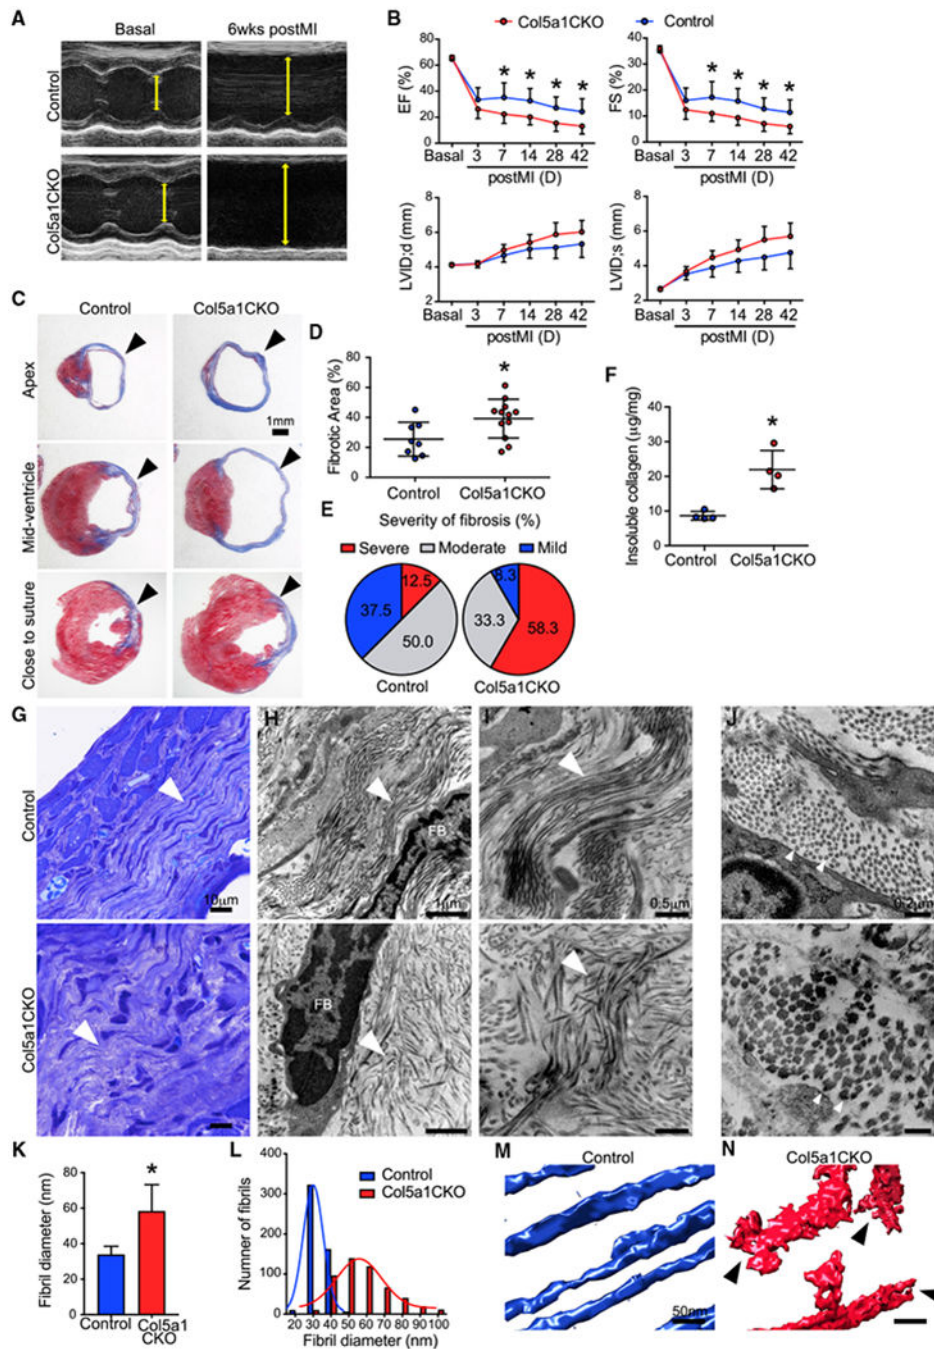 A
Basal
6wks postMI
Control
Col5a1CKO
B
Col5a1CKO
Control
EF (%)
80
60
40
20
0
Basal 3 7 14 28 42
postMI (D)
* * * *
FS (%)
40
30
20
10
0
Basal 3 7 14 28 42
postMI (D)
* * * *
LVID;d (mm)
8
6
4
2
Basal 3 7 14 28 42
postMI (D)
LVID;s (mm)
8
6
4
2
Basal 3 7 14 28 42
postMI (D)
C
Control
Col5a1CKO
Apex
1mm
Mid-ventricle
Close to suture
D
Fibrotic Area (%)
80
60
40
20
0
*
Control
Col5a1CKO
E
Severity of fibrosis (%)
Severe
Moderate
Mild
37.5
12.5
50.0
Control
8.3
33.3
58.3
Col5a1CKO
F
Insoluble collagen (µg/mg)
40
30
20
10
0
*
Control
Col5a1CKO
G
H
I
J
Control
10µm
FB
1µm
0.5µm
0.2µm
Col5a1CKO
FB
K
Fibril diameter (nm)
80
60
40
20
0
*
Control
Col5a1
CKO
L
Numner of fibrils
400
300
200
100
0
Control
Col5a1CKO
20 30 40 50 60 70 80 90 100
Fibril diameter (nm)
M
Control
50nm
N
Col5a1CKO